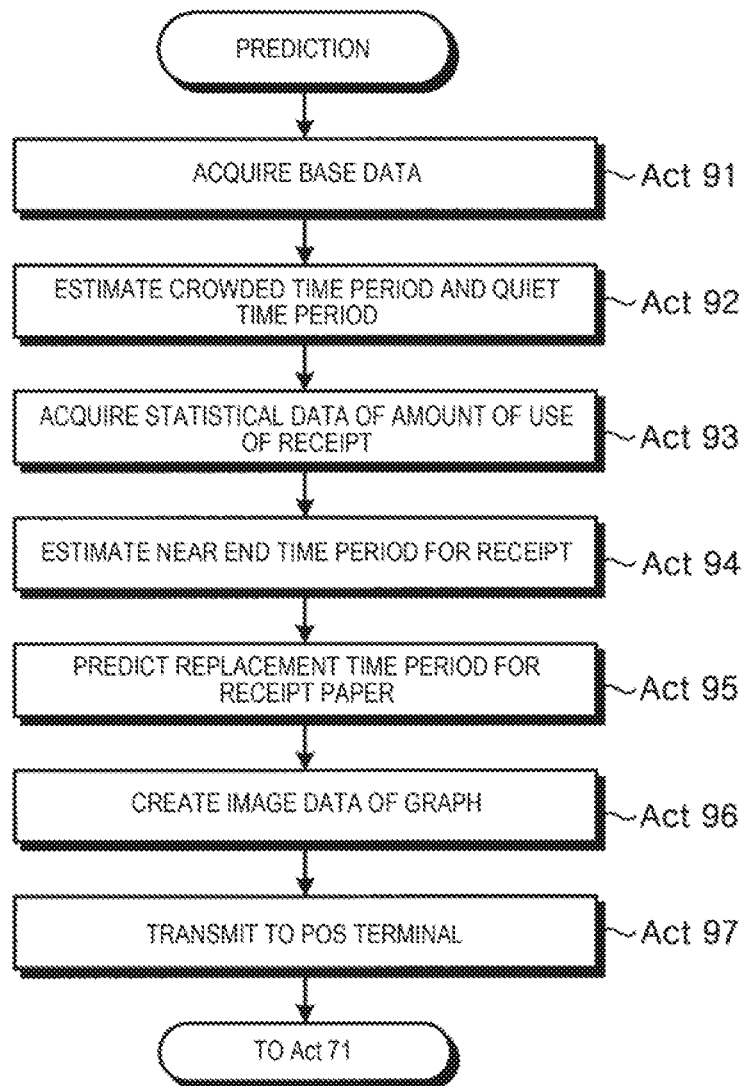 PREDICTION
ACQUIRE BASE DATA
Act 91
ESTIMATE CROWDED TIME PERIOD AND QUIET
TIME PERIOD
Act 92
ACQUIRE STATISTICAL DATA OF AMOUNT OF USE
OF RECEIPT
Act 93
ESTIMATE NEAR END TIME PERIOD FOR RECEIPT
Act 94
PREDICT REPLACEMENT TIME PERIOD FOR
RECEIPT PAPER
Act 95
CREATE IMAGE DATA OF GRAPH
Act 96
TRANSMIT TO POS TERMINAL
Act 97
TO Act 71